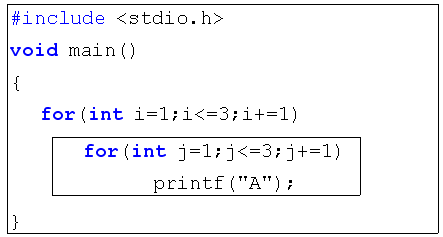 #include <stdio.h>
void main()
{
for(int i=1;i<=3;i+=1)
for(int j=1;j<=3;j+=1)
printf("A");
}